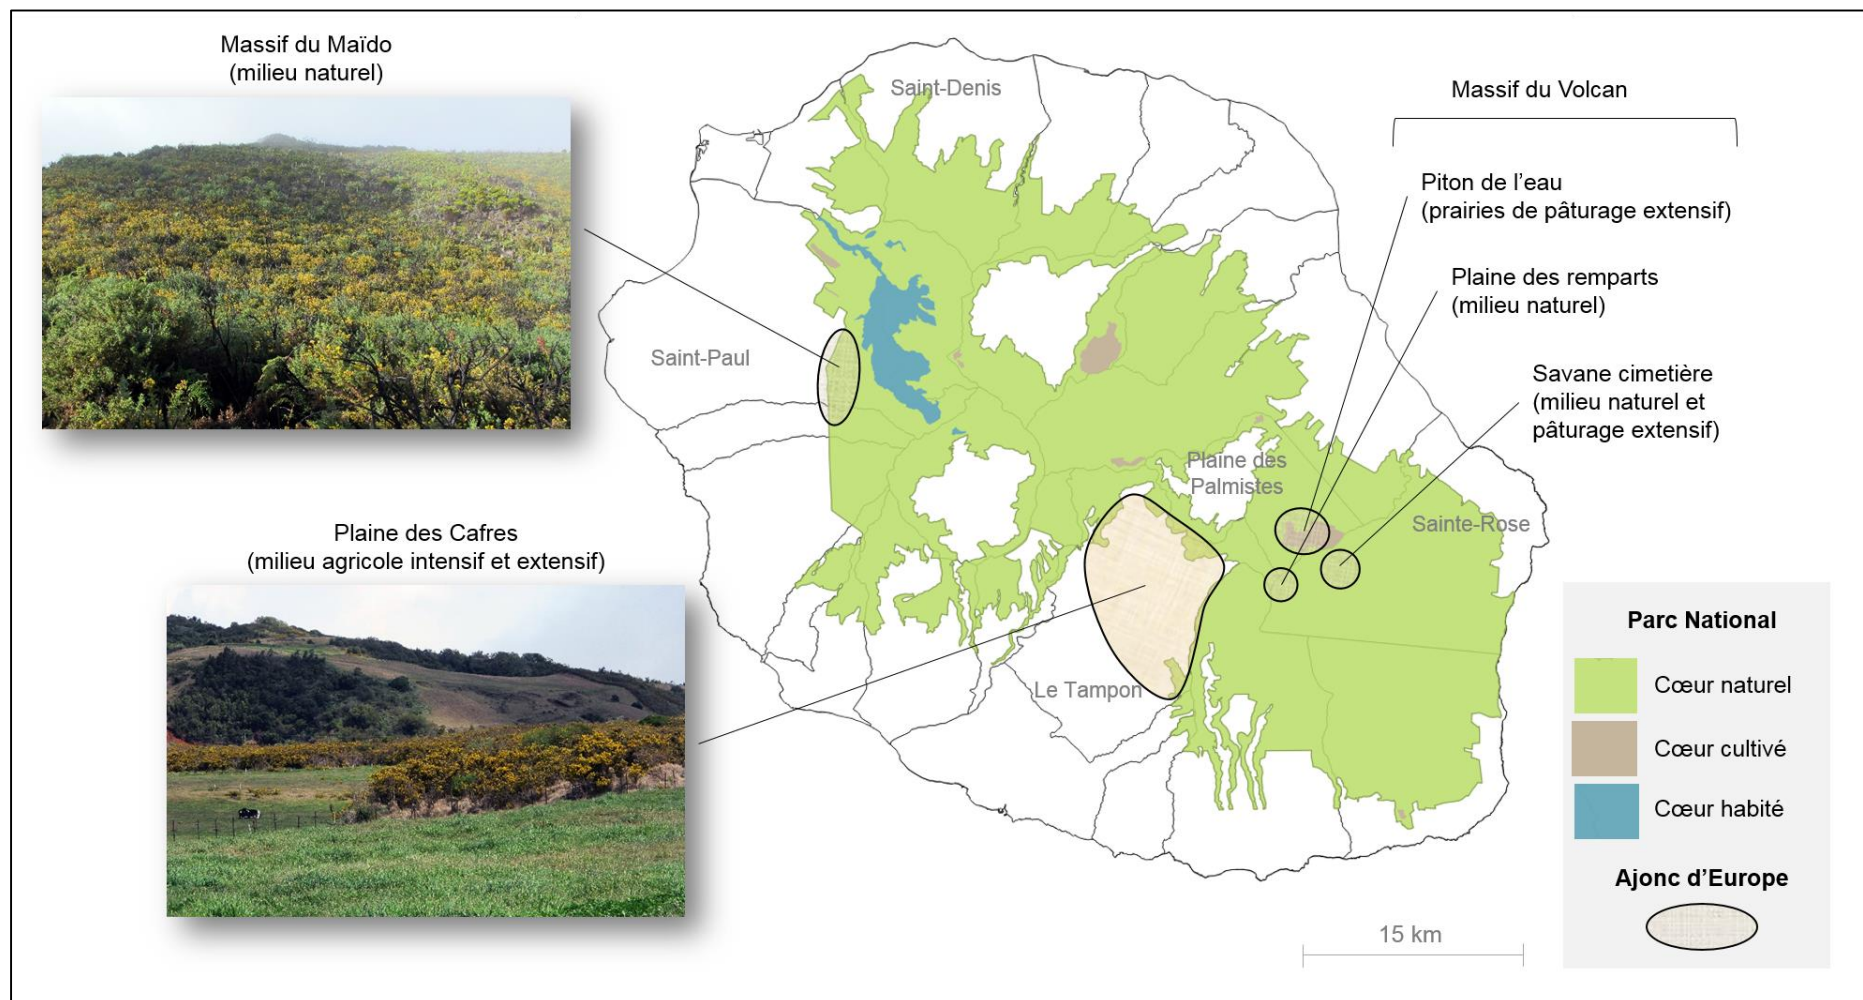 Massif du Maïdo
(milieu naturel)
Saint-Denis
Massif du Volcan
Piton de l’eau
(prairies de pâturage extensif)
Plaine des remparts
(milieu naturel)
Saint-Paul
Savane cimetière
(milieu naturel et
pâturage extensif)
Plaine des
Palmistes
Sainte-Rose
Plaine des Cafres
(milieu agricole intensif et extensif)
Le Tampon
Parc National
Cœur naturel
Cœur cultivé
Cœur habité
Ajonc d’Europe
15 km